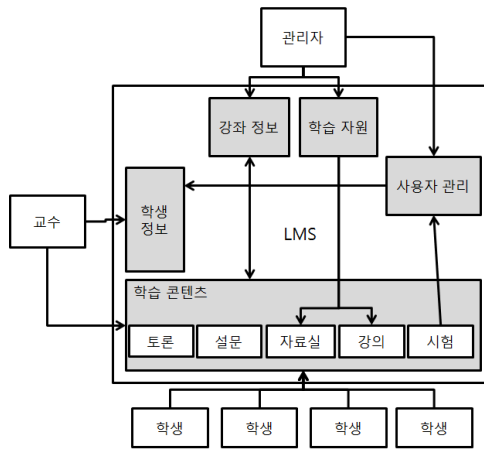 관리자
강좌 정보
학습 자원
학생
정보
사용자 관리
교수
LMS
학습 콘텐츠
토론
설문
자료실
강의
시험
학생
학생
학생
학생